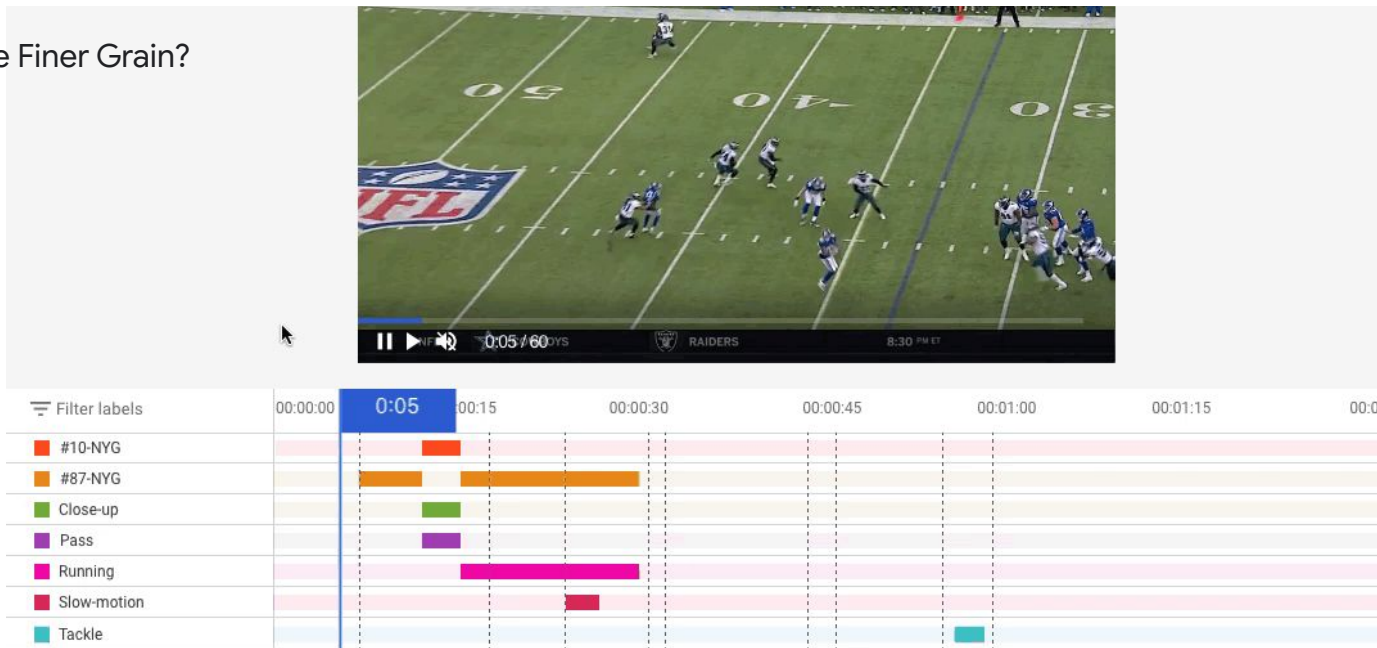 e Finer Grain?
50
40
30
NFL
0:05 / 60
RAIDERS
8:30 PM ET
Filter labels
00:00:00
0:05
:00:15
00:00:30
00:00:45
00:01:00
00:01:15
00:0
#10-NYG
#87-NYG
Close-up
Pass
Running
Slow-motion
Tackle